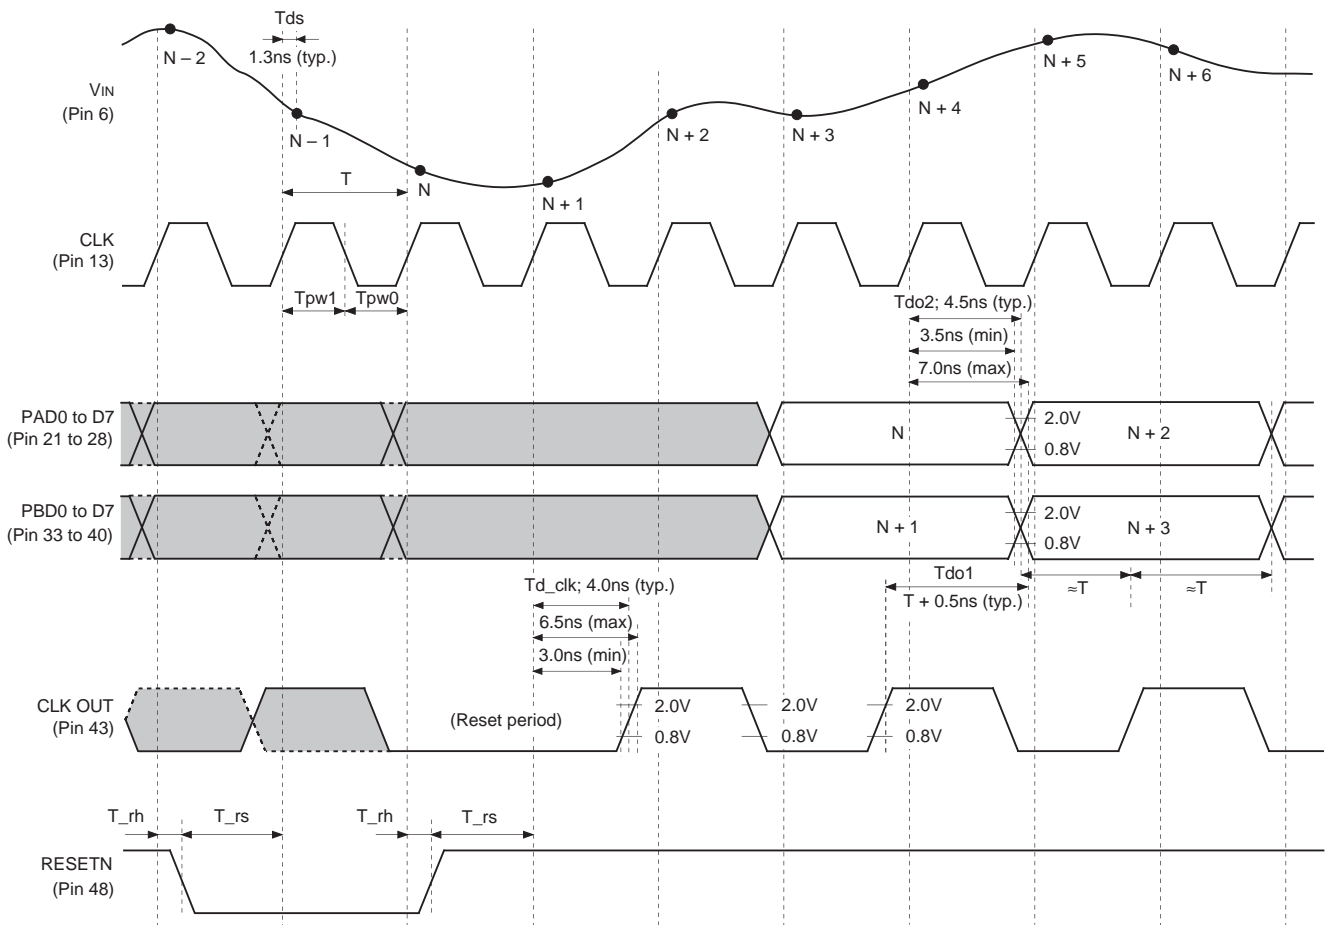 Tds
1.3ns (typ.)
N – 2
VIN
(Pin 6)
N – 1
T
N
N + 1
N + 2
N + 3
N + 4
N + 5
N + 6
CLK
(Pin 13)
Tpw1
Tpw0
Tdo2; 4.5ns (typ.)
3.5ns (min)
7.0ns (max)
PAD0 to D7
(Pin 21 to 28)
N
2.0V
0.8V
N + 2
PBD0 to D7
(Pin 33 to 40)
N + 1
2.0V
0.8V
N + 3
Td_clk; 4.0ns (typ.)
6.5ns (max)
3.0ns (min)
Tdo1
T + 0.5ns (typ.)
≈T
≈T
CLK OUT
(Pin 43)
(Reset period)
2.0V
0.8V
2.0V
0.8V
2.0V
0.8V
T_rh
T_rs
T_rh
T_rs
RESETN
(Pin 48)